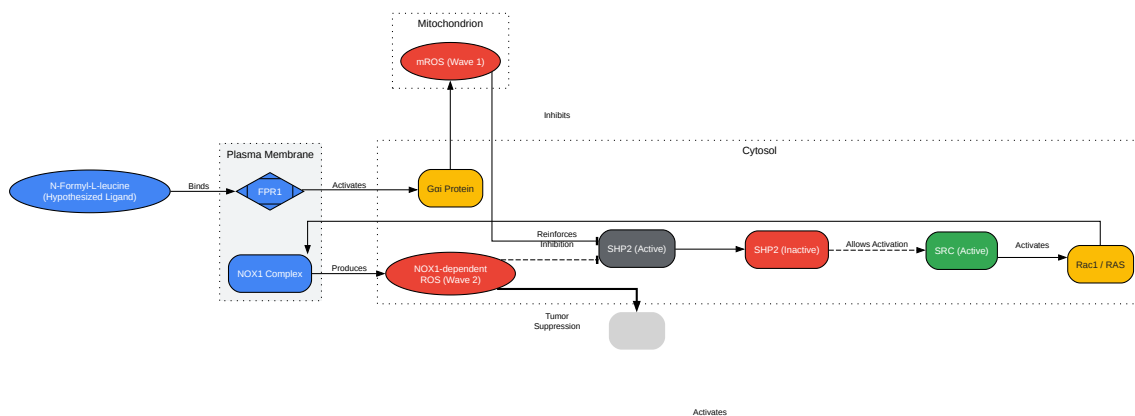 Mitochondrion
mROS (Wave 1)
Inhibits
Plasma Membrane
Cytosol
N-Formyl-L-leucine
(Hypothesized Ligand)
Binds
FPR1
Activates
Gαi Protein
Reinforces
Inhibition
SHP2 (Active)
SHP2 (Inactive)
Allows Activation
SRC (Active)
Activates
Rac1 / RAS
NOX1 Complex
Produces
NOX1-dependent
ROS (Wave 2)
Tumor
Suppression
Activates